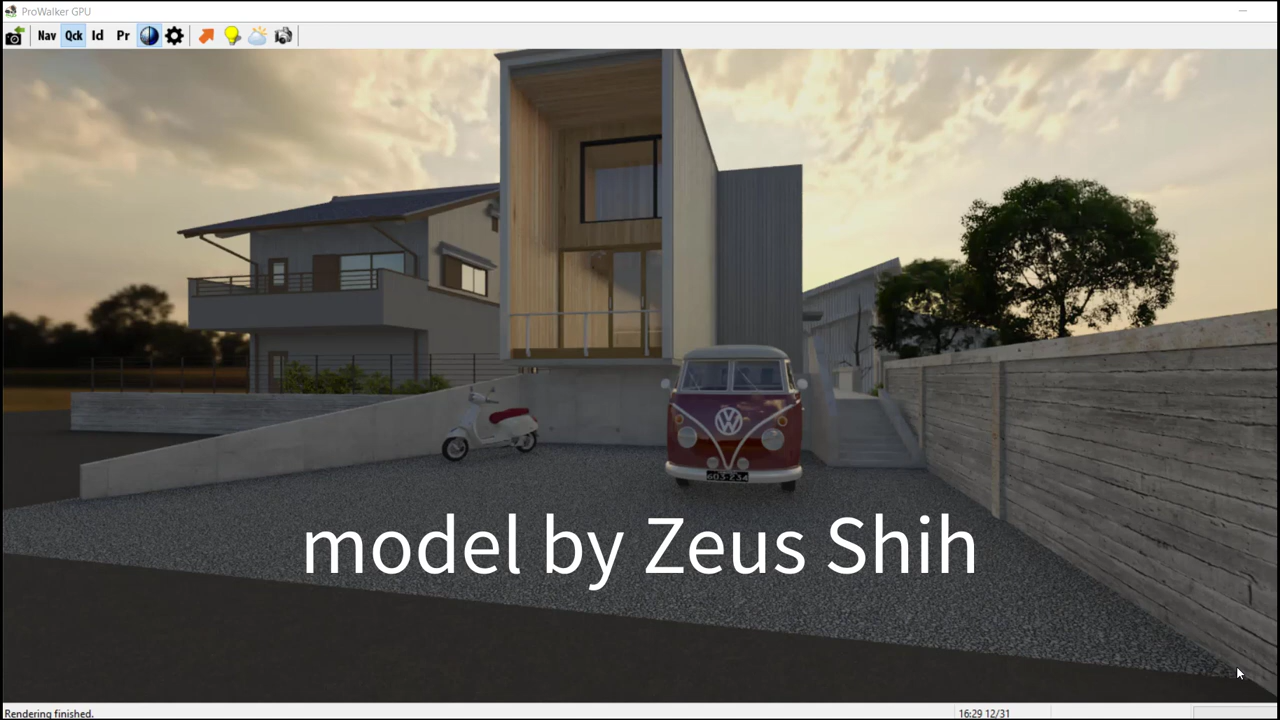 ProWalker GPU
Nav Qck Id Pr
model by Zeus Shih
Rendering finished.
16:29 12/31